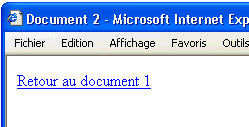 Document 2 - Microsoft Internet Exp
Fichier Edition Affichage Favoris Outils
Retour au document 1